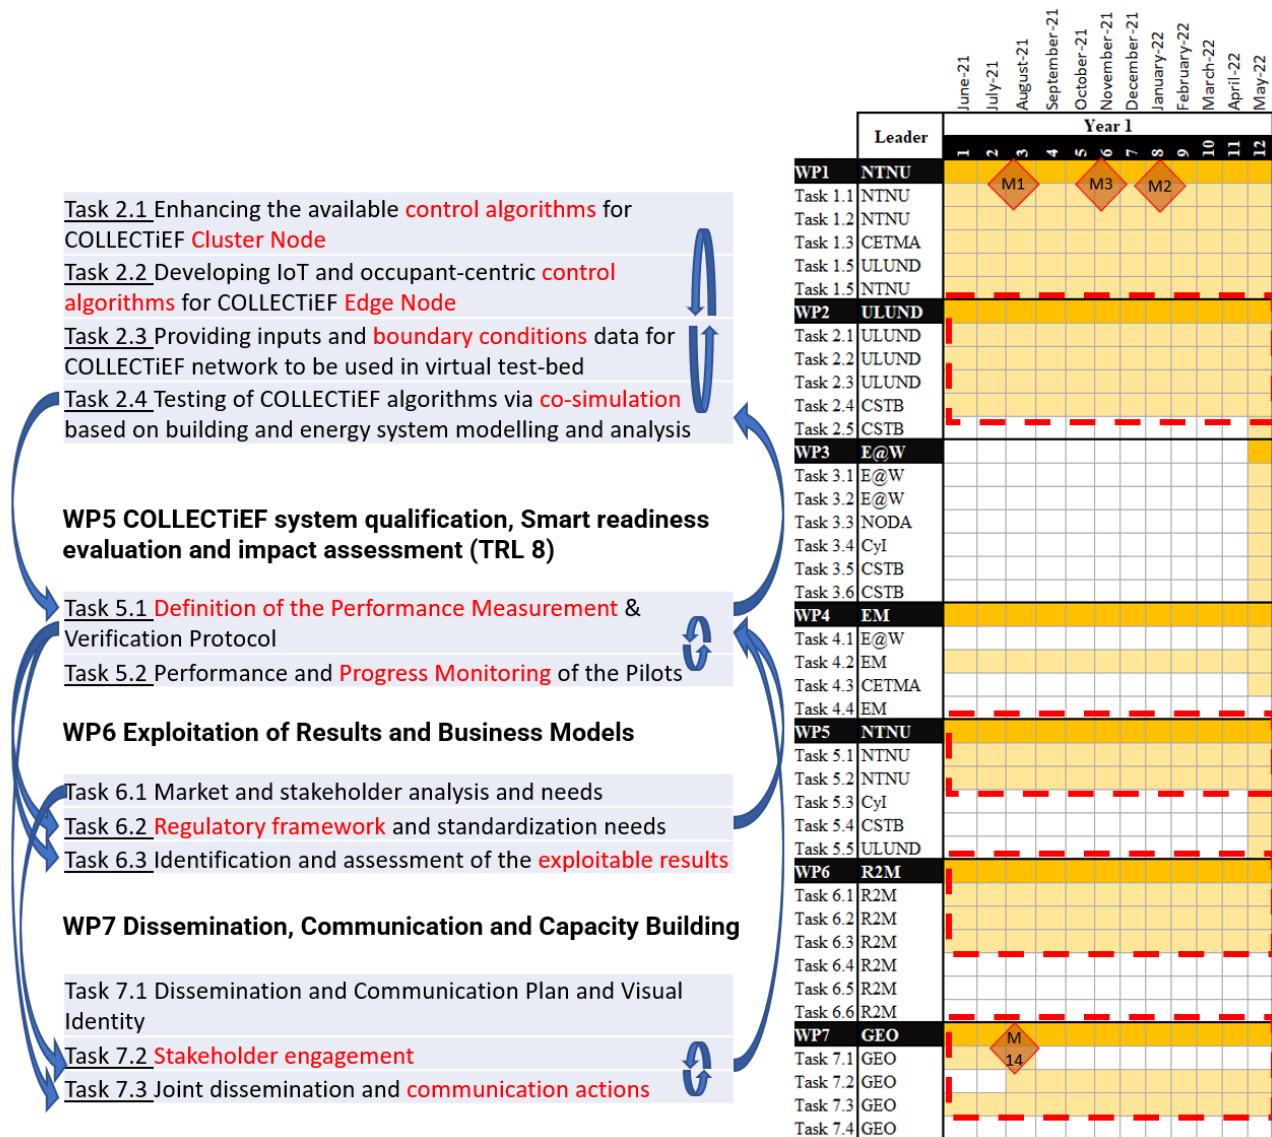 Task 2.1 Enhancing the available control algorithms for
COLLECTiEF Cluster Node
Task 2.2 Developing IoT and occupant-centric control
algorithms for COLLECTiEF Edge Node
Task 2.3 Providing inputs and boundary conditions data for
COLLECTiEF network to be used in virtual test-bed
Task 2.4 Testing of COLLECTiEF algorithms via co-simulation
based on building and energy system modelling and analysis
WP5 COLLECTiEF system qualification, Smart readiness
evaluation and impact assessment (TRL 8)
Task 5.1 Definition of the Performance Measurement &
Verification Protocol
Task 5.2 Performance and Progress Monitoring of the Pilots
WP6 Exploitation of Results and Business Models
Task 6.1 Market and stakeholder analysis and needs
Task 6.2 Regulatory framework and standardization needs
Task 6.3 Identification and assessment of the exploitable results
WP7 Dissemination, Communication and Capacity Building
Task 7.1 Dissemination and Communication Plan and Visual
Identity
Task 7.2 Stakeholder engagement
Task 7.3 Joint dissemination and communication actions
June-21 July-21 August-21 September-21 October-21 November-21 December-21 January-22 February-22 March-22 April-22 May-22
Leader Year 1
1 2 3 4 5 6 7 8 9 10 11 12
WP1 NTNU
M1 M3 M2
Task 1.1 NTNU
Task 1.2 NTNU
Task 1.3 CETMA
Task 1.5 ULUND
Task 1.5 NTNU
WP2 ULUND
Task 2.1 ULUND
Task 2.2 ULUND
Task 2.3 ULUND
Task 2.4 CSTB
Task 2.5 CSTB
WP3 E@W
Task 3.1 E@W
Task 3.2 E@W
Task 3.3 NODA
Task 3.4 CyI
Task 3.5 CSTB
Task 3.6 CSTB
WP4 EM
Task 4.1 E@W
Task 4.2 EM
Task 4.3 CETMA
Task 4.4 EM
WP5 NTNU
Task 5.1 NTNU
Task 5.2 NTNU
Task 5.3 CyI
Task 5.4 CSTB
Task 5.5 ULUND
WP6 R2M
Task 6.1 R2M
Task 6.2 R2M
Task 6.3 R2M
Task 6.4 R2M
Task 6.5 R2M
Task 6.6 R2M
WP7 GEO
M
14
Task 7.1 GEO
Task 7.2 GEO
Task 7.3 GEO
Task 7.4 GEO